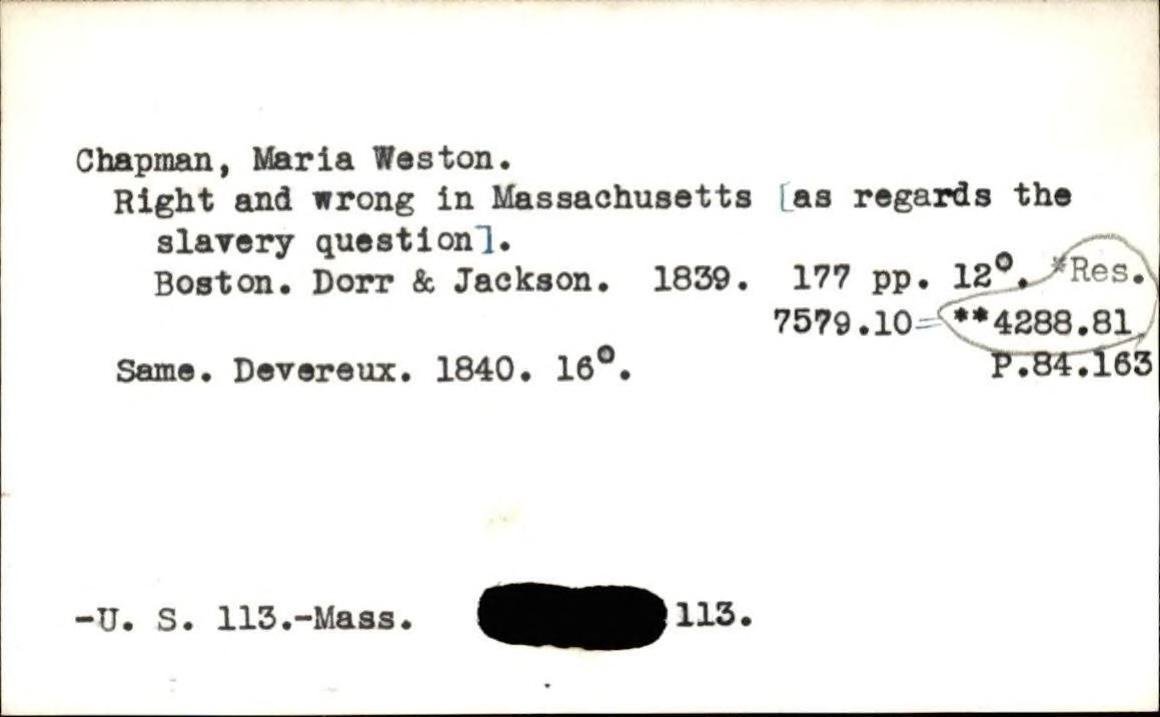 Chapman, Maria Weston.
Right and wrong in Massachusetts [as regards the
slavery question].
Boston. Dorr & Jackson. 1839. 177 pp. 12°. *Res.
7579.10=**4288.81
Same. Devereux. 1840. 16°. P.84.163
-U. S. 113.-Mass. 113.